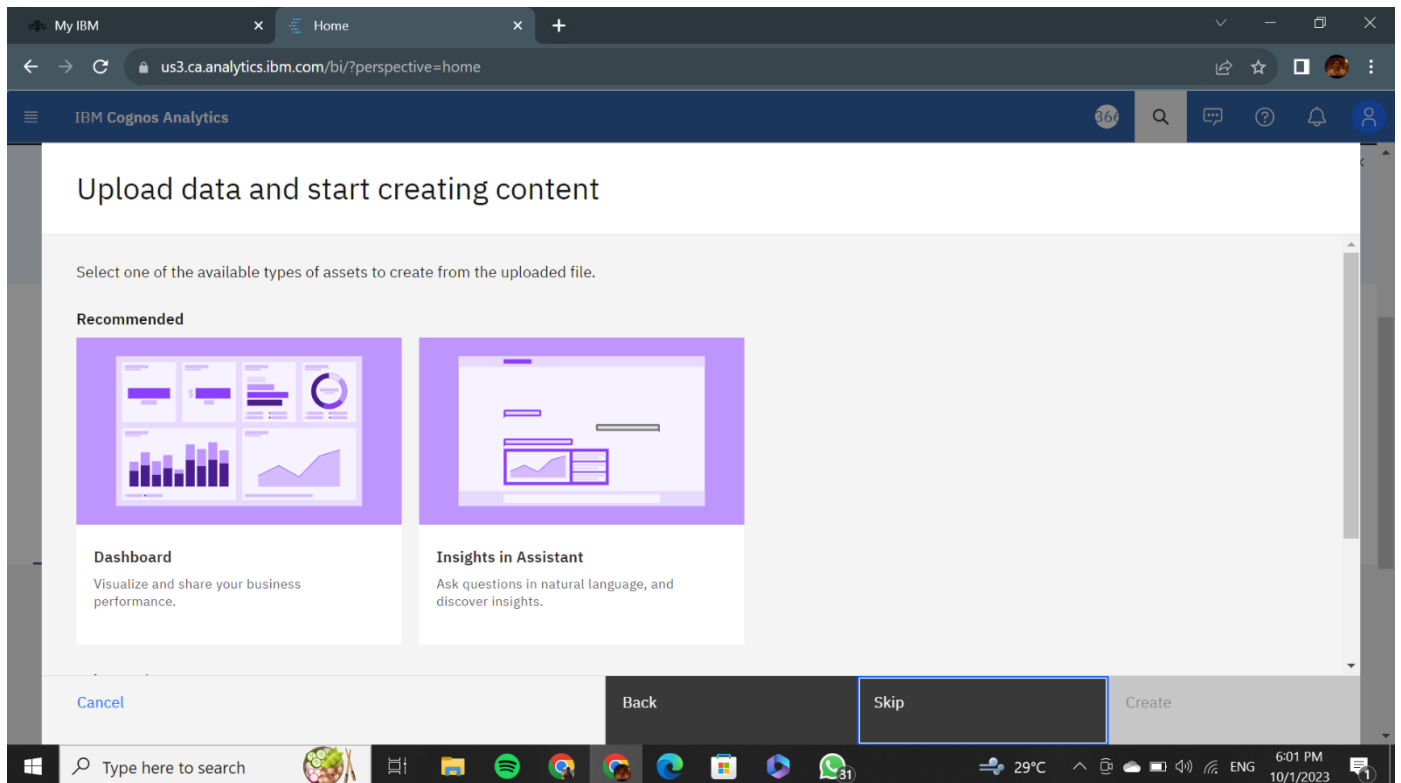 My IBM
Home
us3.ca.analytics.ibm.com/bi/?perspective=home
IBM Cognos Analytics
366
Upload data and start creating content
Select one of the available types of assets to create from the uploaded file.
Recommended
$
Dashboard
Visualize and share your business
performance.
Insights in Assistant
Ask questions in natural language, and
discover insights.
Cancel
Back
Skip
Create
Type here to search
31
29°C
ENG
6:01 PM
10/1/2023
1